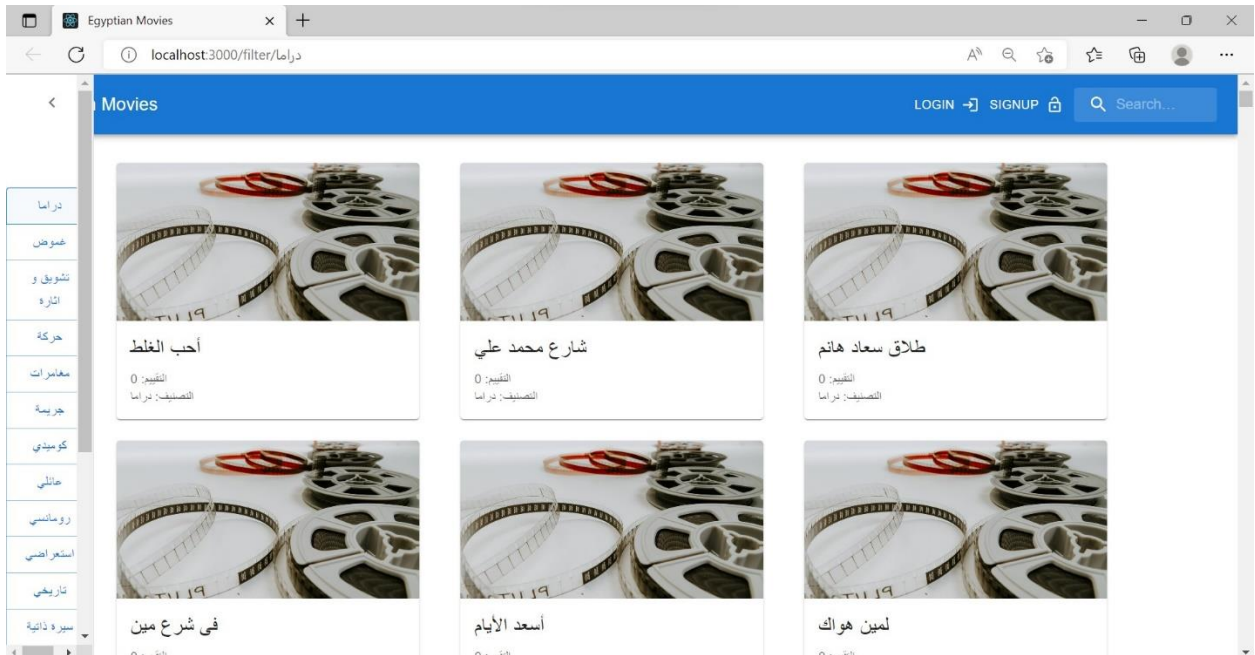 Egyptian Movies
localhost:3000/filter/دراما
Movies
LOGIN SIGNUP Search...
دراما
غموض
تشويق و
اثارة
حركة
مغامرات
جريمة
كوميدي
عائلي
رومانسي
استعراضي
تاريخي
سيرة ذاتية
أحب الغلط
التقييم: 0
التصنيف: دراما
شارع محمد علي
التقييم: 0
التصنيف: دراما
طلاق سعاد هانم
التقييم: 0
التصنيف: دراما
فى شرع مين
أسعد الأيام
لمين هواك